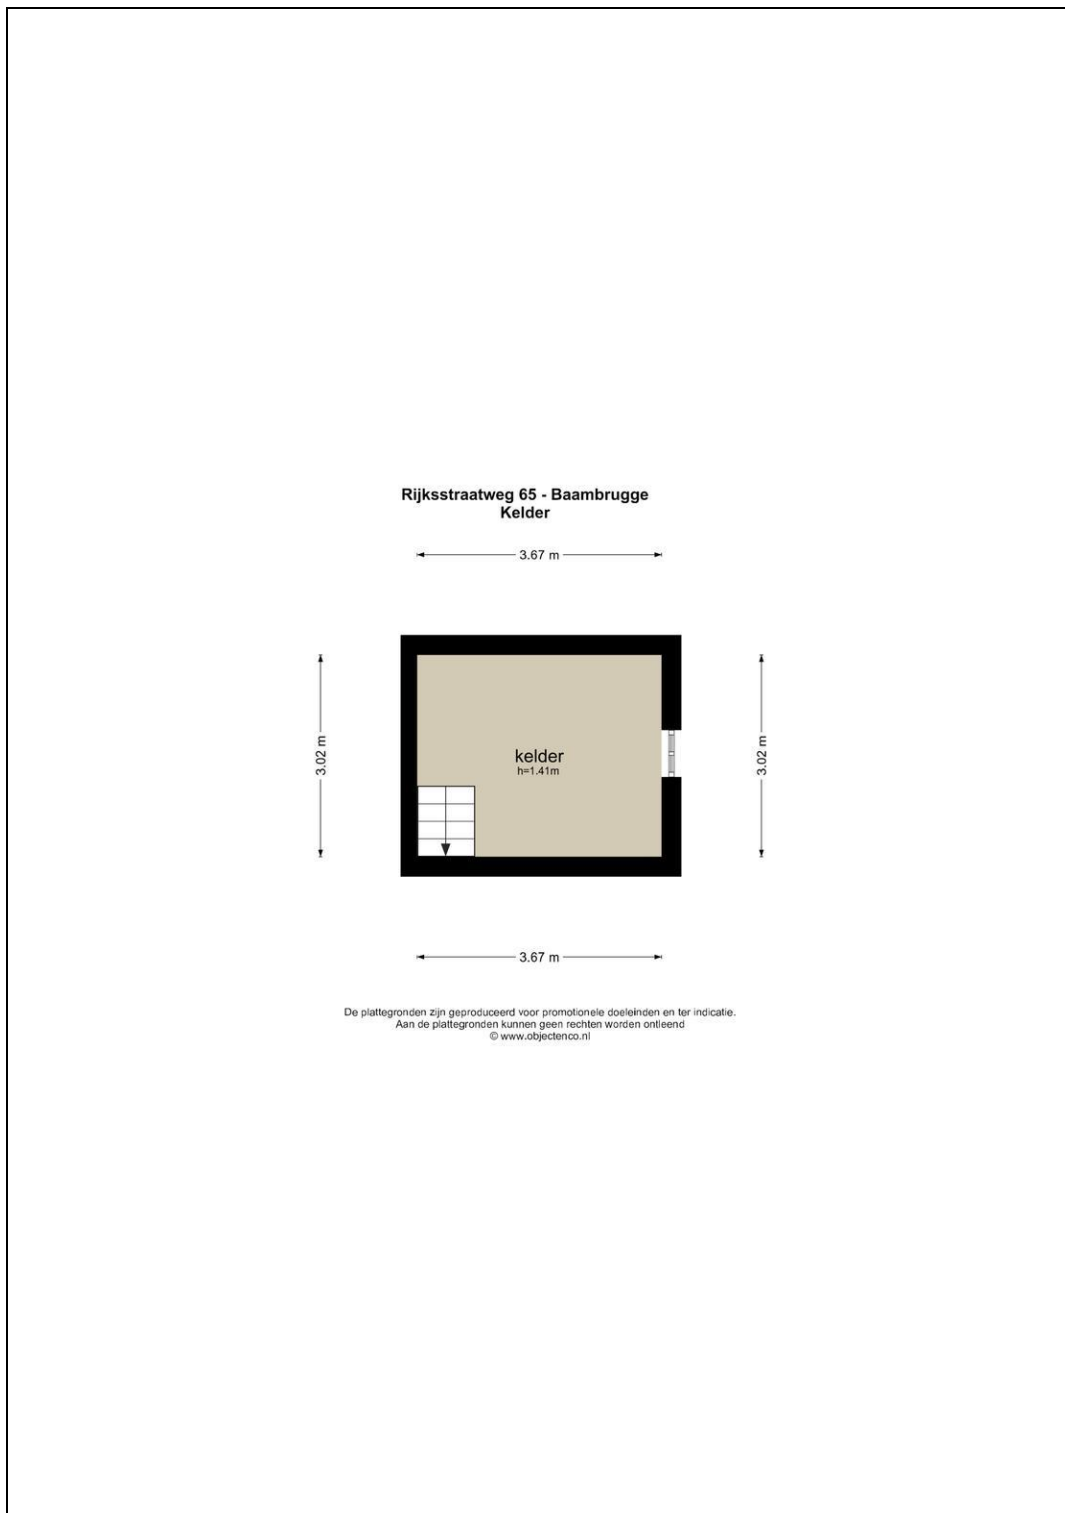 Rijksstraatweg 65 - Baambrugge
Kelder
3.67 m
3.02 m
3.02 m
kelder
h=1.41m
3.67 m
De plattegronden zijn geproduceerd voor promotionele doeleinden en ter indicatie.
Aan de plattegronden kunnen geen rechten worden ontleend
© www.objectenco.nl